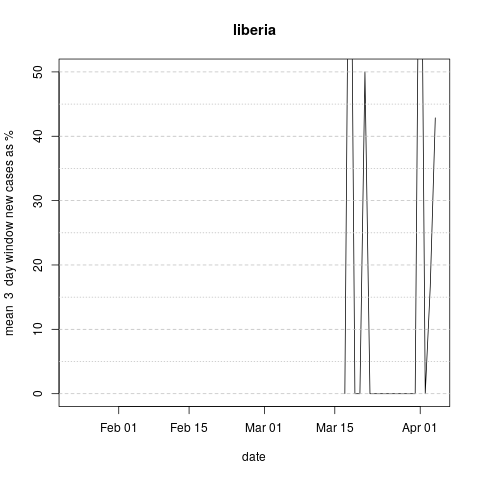 liberia
mean  3  day window new cases as %
50
40
30
20
10
0
Feb 01
Feb 15
Mar 01
Mar 15
Apr 01
date